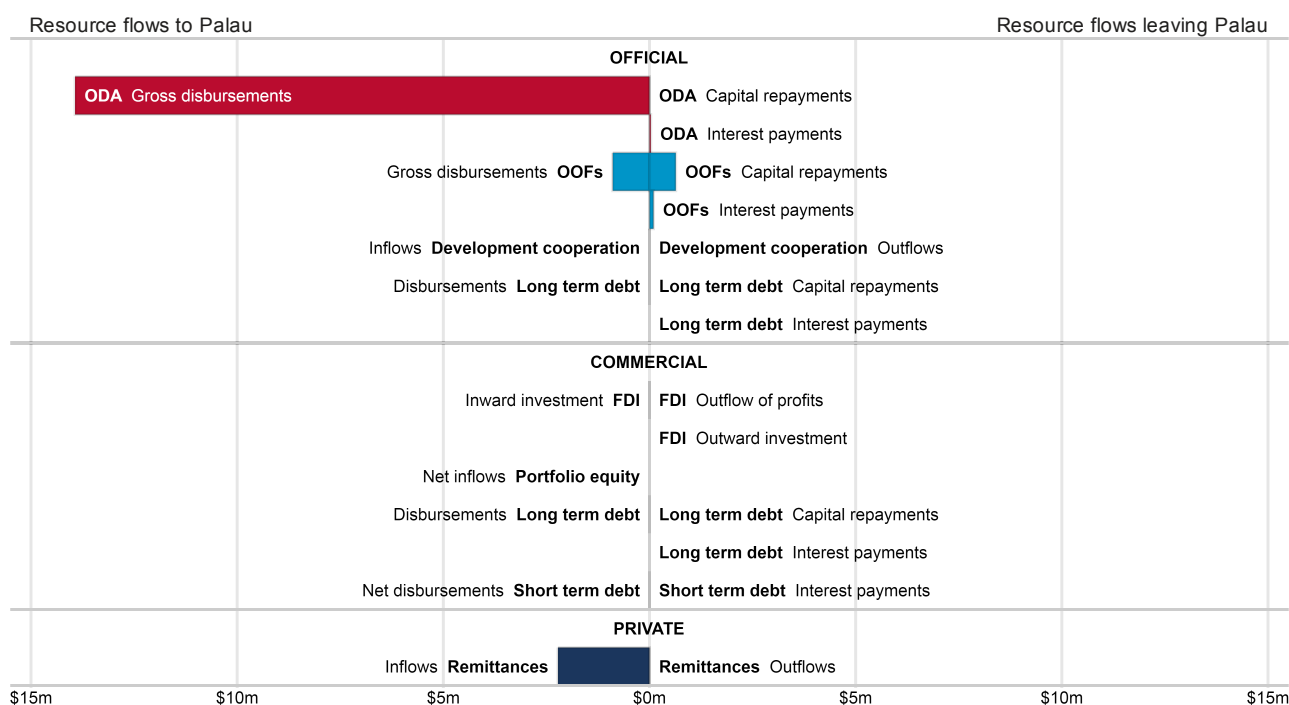 Resource flows to Palau Resource flows leaving Palau
OFFICIAL
ODA Gross disbursements ODA Capital repayments
ODA Interest payments
Gross disbursements OOFs OOFs Capital repayments
OOFs Interest payments
Inflows Development cooperation Development cooperation Outflows
Disbursements Long term debt Long term debt Capital repayments
Long term debt Interest payments
COMMERCIAL
Inward investment FDI FDI Outflow of profits
FDI Outward investment
Net inflows Portfolio equity
Disbursements Long term debt Long term debt Capital repayments
Long term debt Interest payments
Net disbursements Short term debt Short term debt Interest payments
PRIVATE
Inflows Remittances Remittances Outflows
$15m $10m $5m $0m $5m $10m $15m